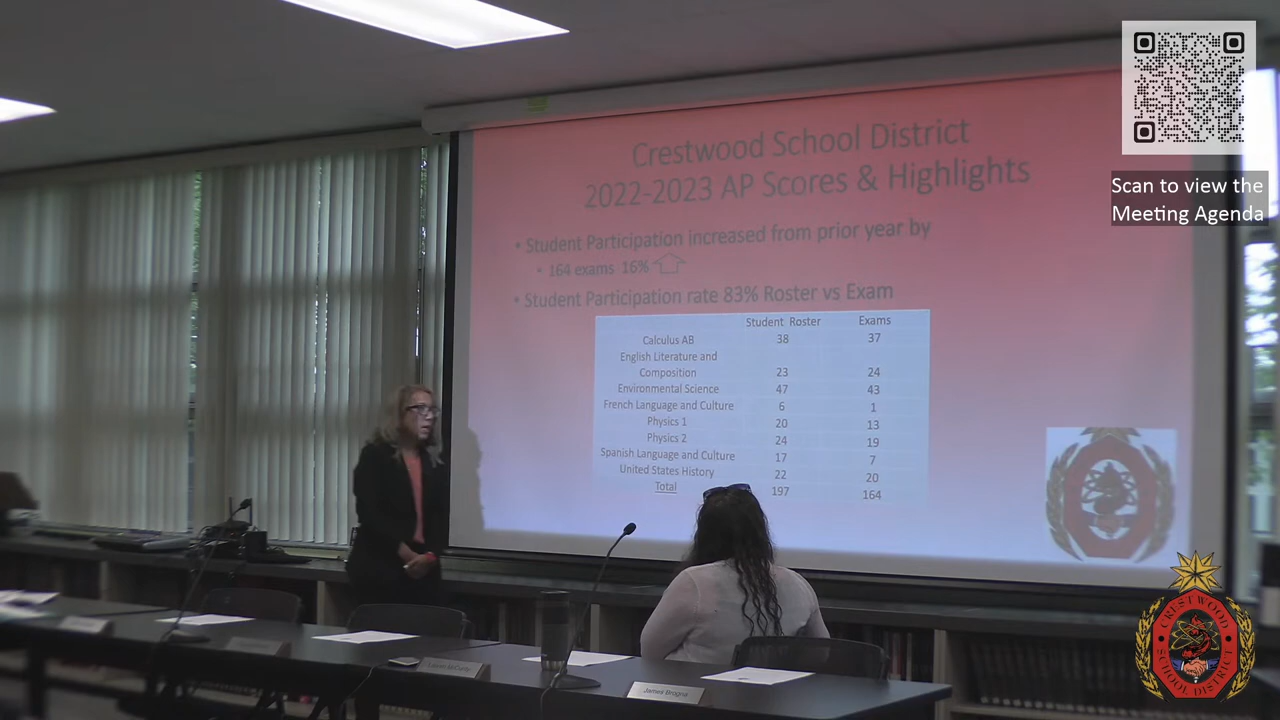 Scan to view the
Meeting Agenda
Crestwood School District
2022-2023 AP Scores & Highlights
• Student Participation increased from prior year by
• 164 exams 16%
• Student Participation rate 83% Roster vs Exam
Student Roster Exams
Calculus AB 38 37
English Literature and
Composition 23 24
Environmental Science 47 43
French Language and Culture 6 1
Physics 1 20 13
Physics 2 24 19
Spanish Language and Culture 17 7
United States History 22 20
Total 197 164
James Brogna
CRESTWOOD
SCHOOL DISTRICT